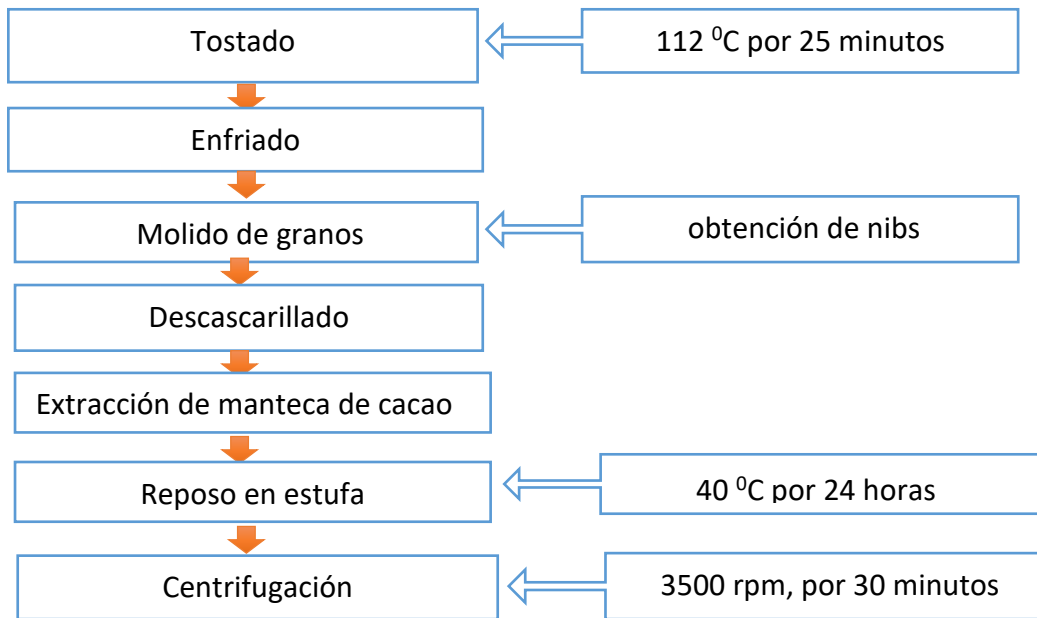 Tostado
112 ⁰C por 25 minutos
Enfriado
Molido de granos
obtención de nibs
Descascarillado
Extracción de manteca de cacao
Reposo en estufa
40 ⁰C por 24 horas
Centrifugación
3500 rpm, por 30 minutos